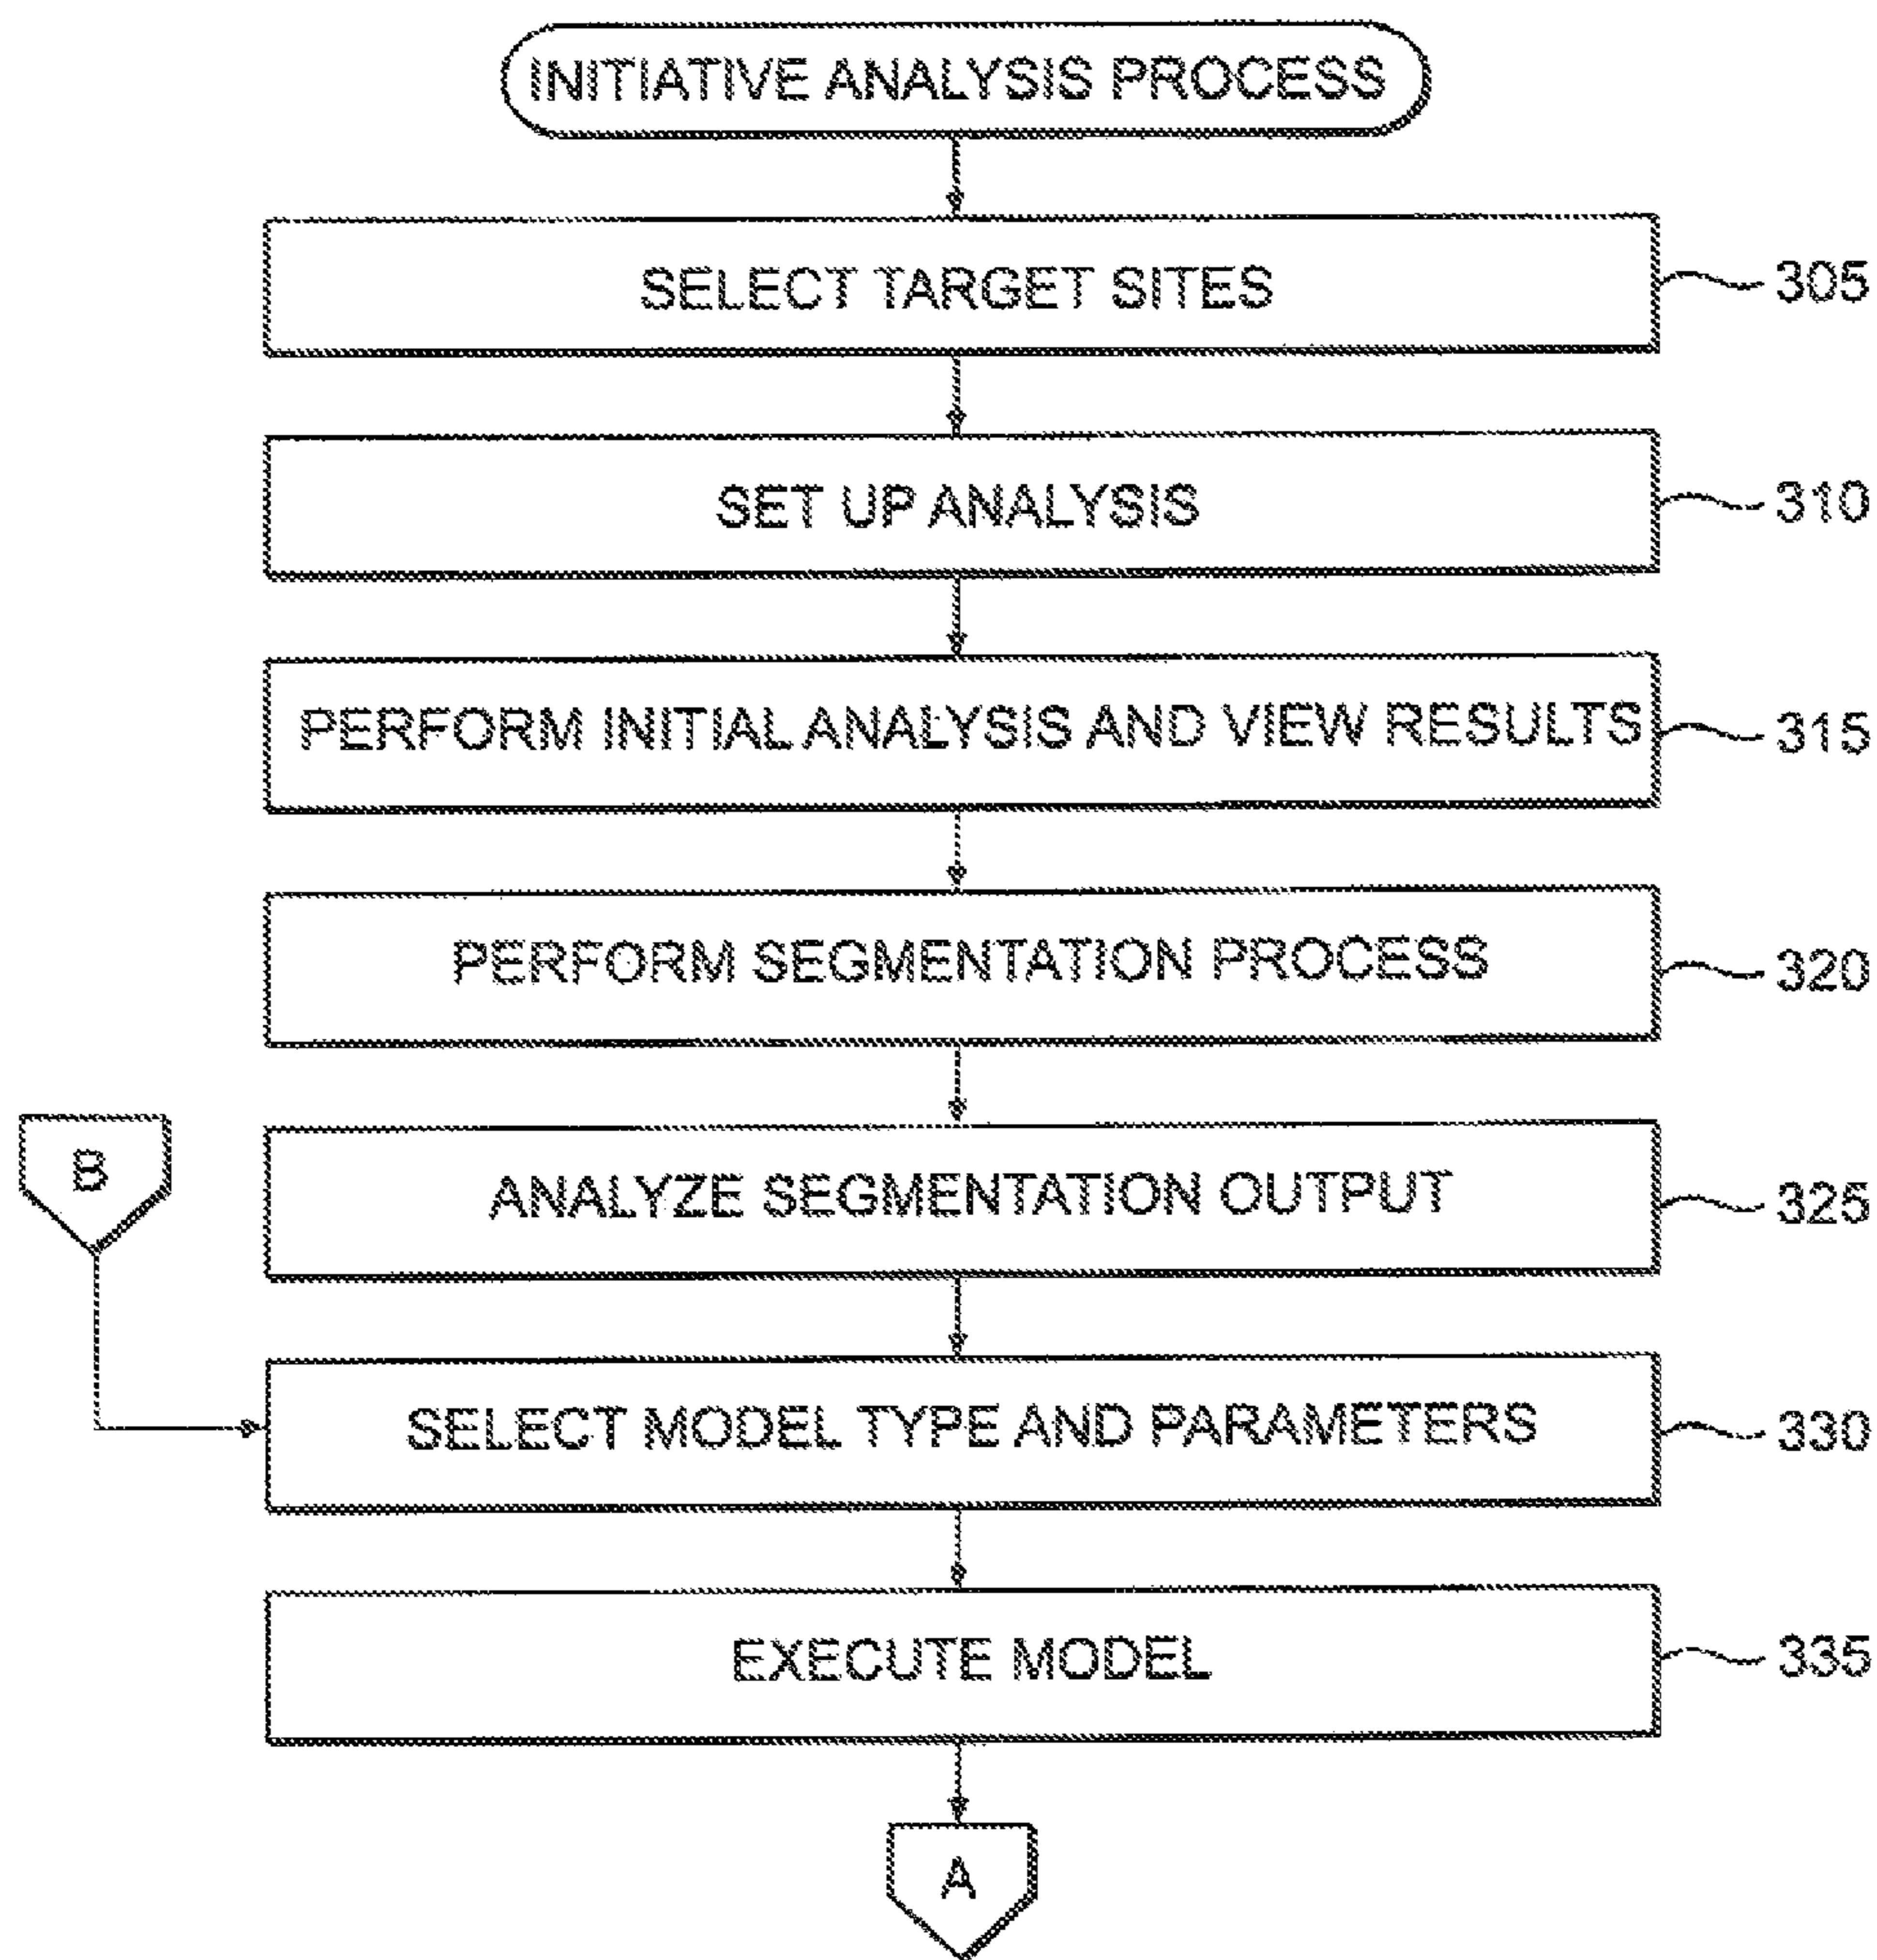 INITIATIVE ANALYSIS PROCESS
SELECT TARGET SITES
305
SET UP ANALYSIS
310
PERFORM INITIAL ANALYSIS AND VIEW RESULTS
315
PERFORM SEGMENTATION PROCESS
320
B
ANALYZE SEGMENTATION OUTPUT
325
SELECT MODEL TYPE AND PARAMETERS
330
EXECUTE MODEL
335
A